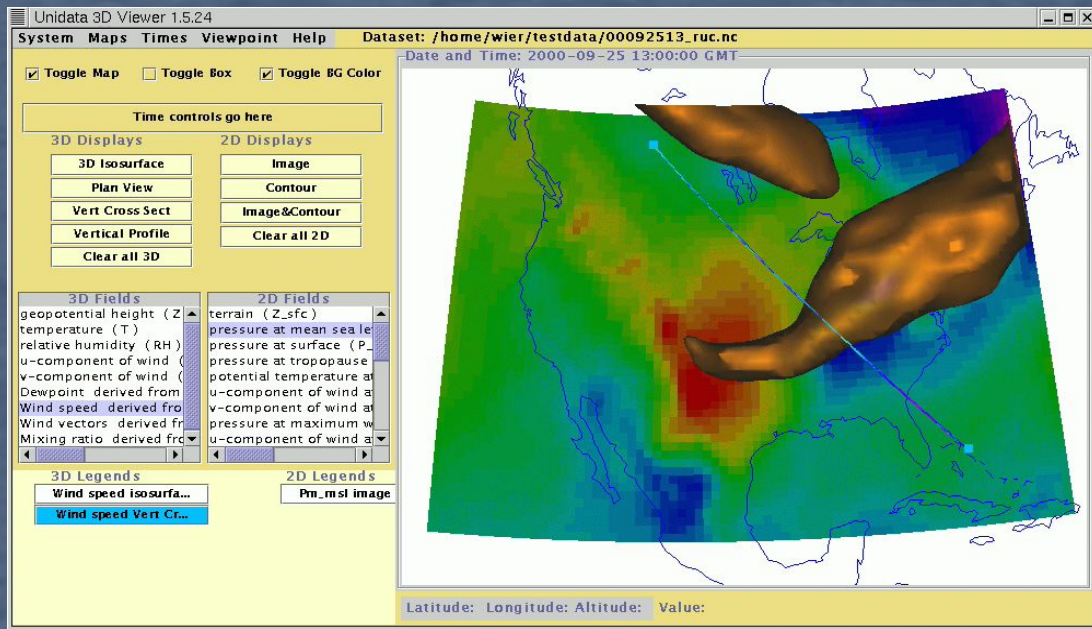 Unidata 3D Viewer 1.5.24
System Maps Times Viewpoint Help Dataset: /home/wier/testdata/00092513_ruc.nc
Date and Time: 2000-09-25 13:00:00 GMT
Toggle Map Toggle Box Toggle BG Color
Time controls go here
3D Displays 2D Displays
3D Isosurface Image
Plan View Contour
Vert Cross Sect Image&Contour
Vertical Profile Clear all 2D
Clear all 3D
3D Fields
geopotential height (Z
temperature (T)
relative humidity (RH)
u-component of wind (
v-component of wind (
Dewpoint derived from
Wind speed derived fro
Wind vectors derived fr
Mixing ratio derived fro
2D Fields
terrain (Z_sfc)
pressure at mean sea le
pressure at surface (P_
pressure at tropopause
potential temperature at
u-component of wind at
v-component of wind at
pressure at maximum w
u-component of wind a
3D Legends 2D Legends
Wind speed isosurfa... Pm_msl image
Wind speed Vert Cr...
Latitude: Longitude: Altitude: Value: